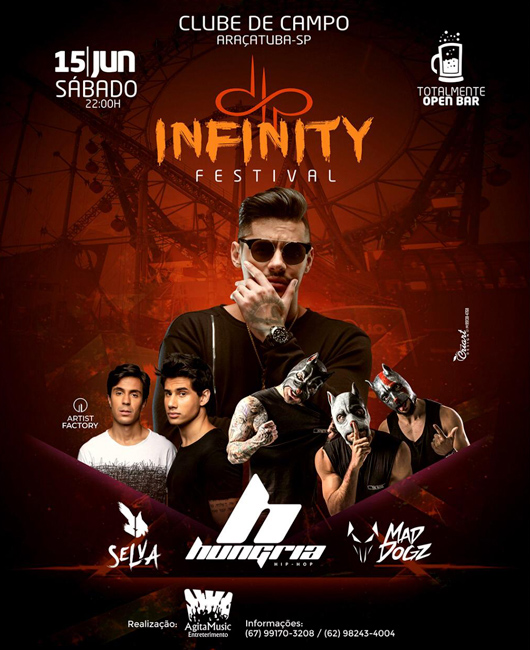 CLUBE DE CAMPO
ARAÇATUBA-SP
15|JUN
SÁBADO
22:00H
TOTALMENTE
OPEN BAR
INFINITY
FESTIVAL
ARTIST
FACTORY
SELVA
hungria
HIP-HOP
MAD
DOGZ
Realização:
AgitaMusic
Entreterimento
Informações:
(67) 99170-3208 / (62) 98243-4004